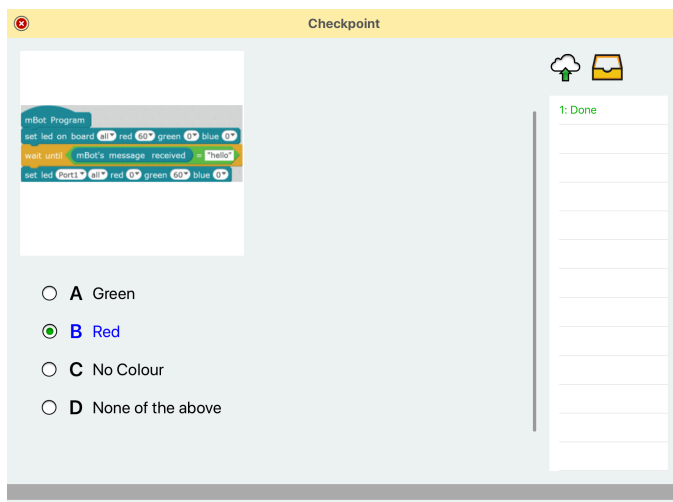 Checkpoint
mBot Program
set led on board all red 60 green 0 blue 0
wait until mBot's message received = "hello"
set led Port1 all red 0 green 60 blue 0
A Green
B Red
C No Colour
D None of the above
1: Done